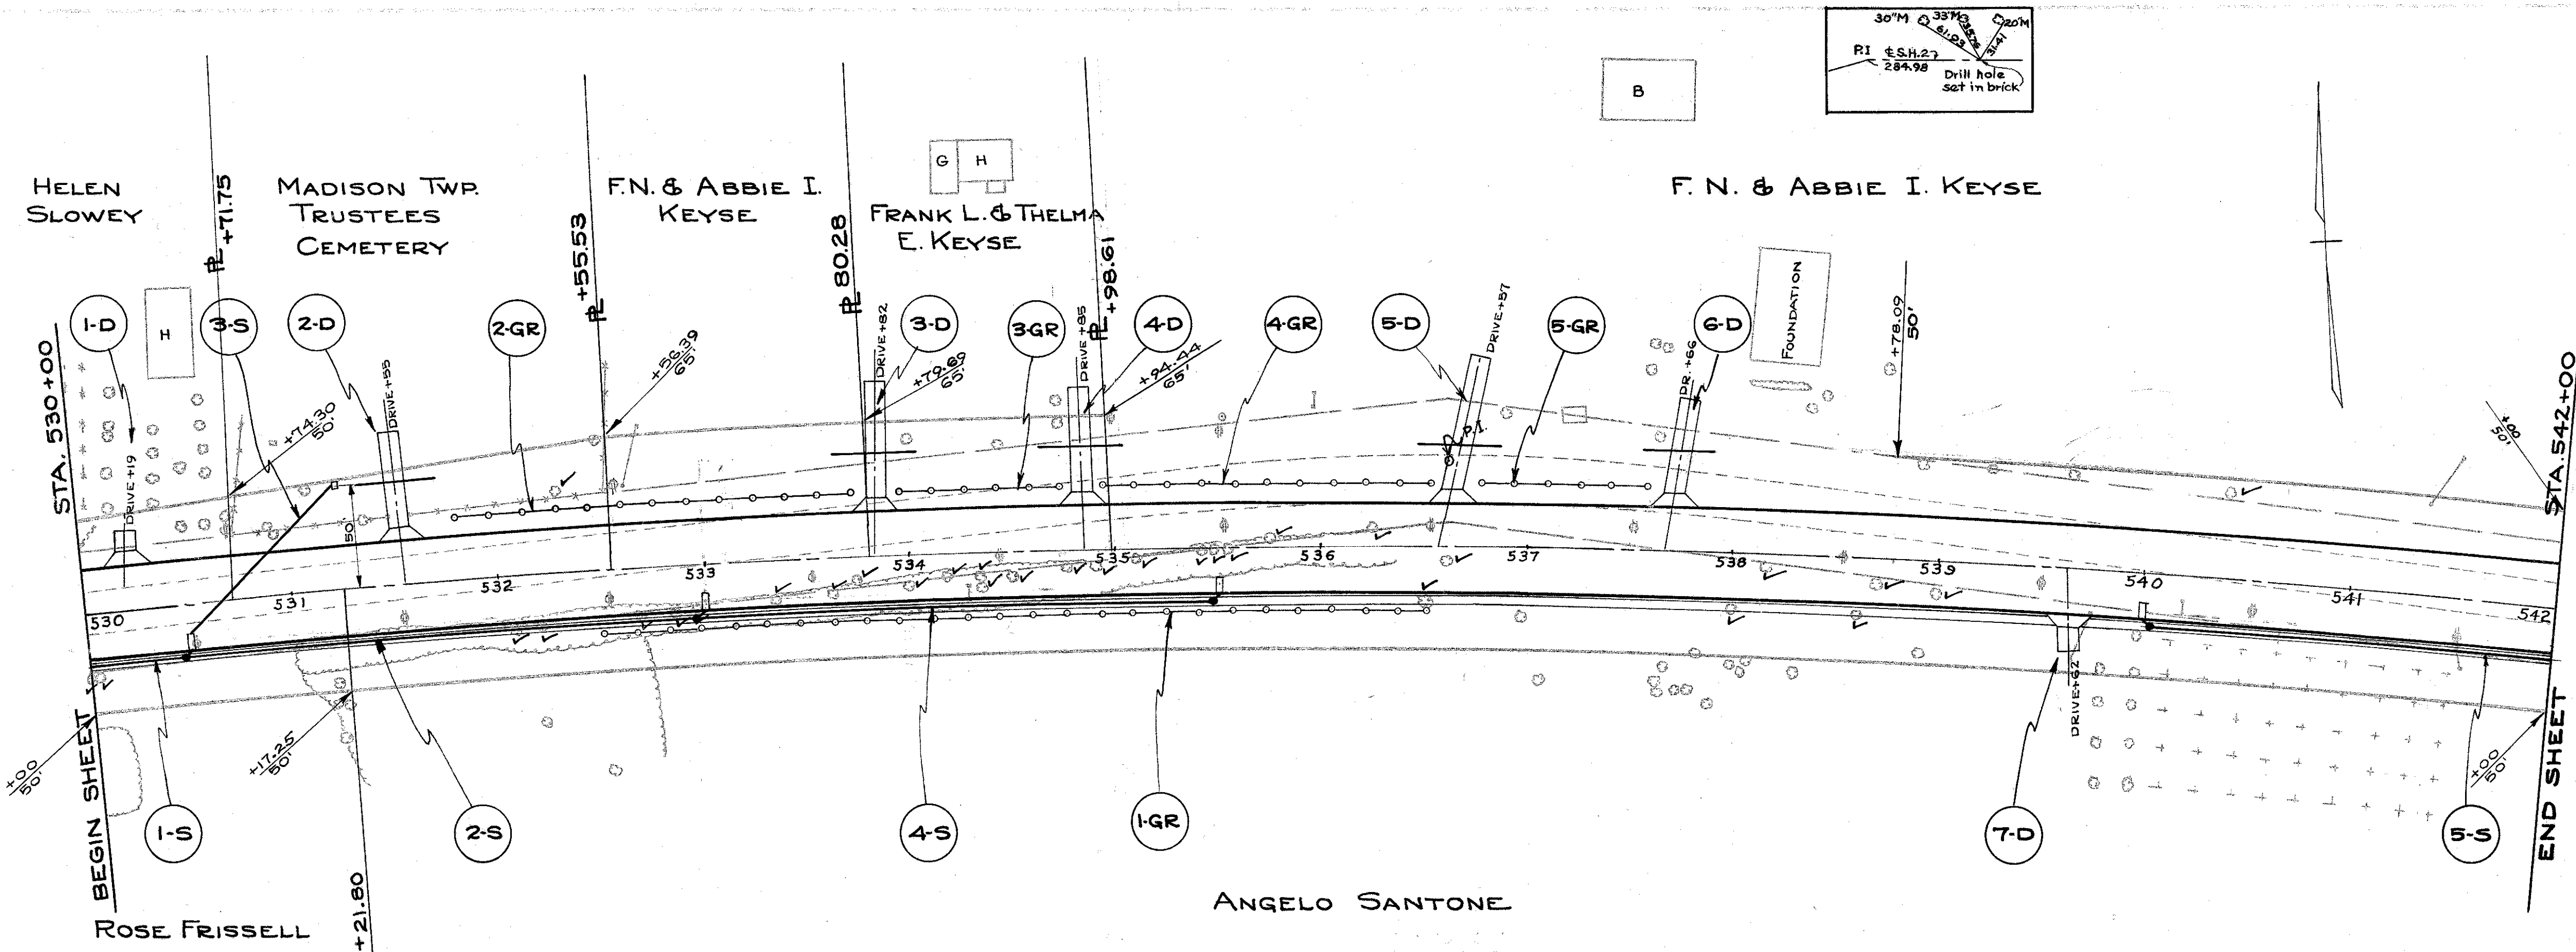 30"M
33"M
20"M
61.03
35.76
31.41
P.I
₵ S.H.27
284.98
Drill hole
set in brick
B
HELEN
SLOWEY
℄ +71.75
MADISON TWP.
TRUSTEES
CEMETERY
F.N. & ABBIE I.
KEYSE
+55.53
80.28
G
H
FRANK L. & THELMA
E. KEYSE
+98.61
F. N. & ABBIE I. KEYSE
STA. 530+00
1-D
H
3-S
2-D
2-GR
3-D
3-GR
4-D
4-GR
5-D
5-GR
6-D
FOUNDATION
DRIVE+19
+74.30
50'
DRIVE+55
+56.39
65'
DRIVE+82
+79.69
65'
DRIVE+85
+94.44
65'
DRIVE+87
P.I.
DR.+66
+78.09
50'
+00
50'
STA.542+00
50'
530
531
532
533
534
535
536
537
538
539
540
541
542
BEGIN SHEET
+00
50'
+17.25
50'
1-S
2-S
4-S
1-GR
7-D
DRIVE+62
+00
50'
5-S
END SHEET
ROSE FRISSELL
+21.80
ANGELO SANTONE